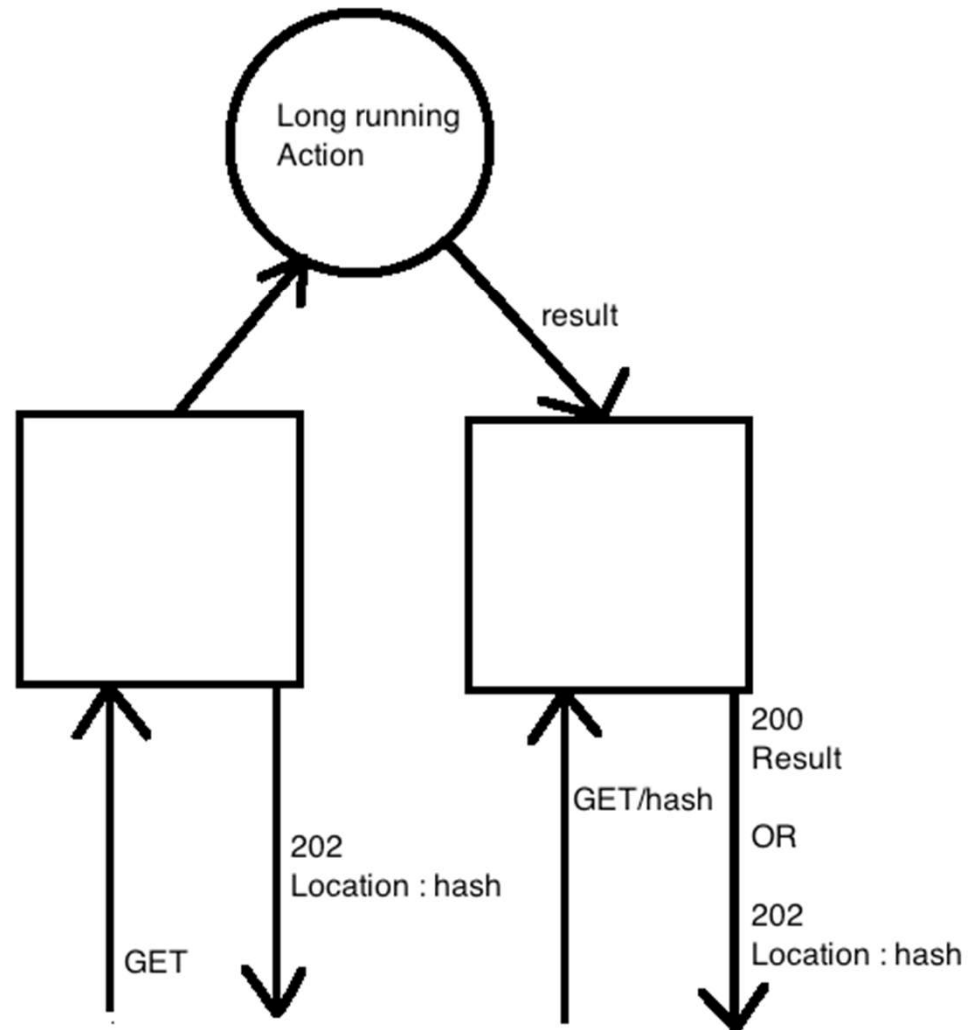 Long running
Action
result
202
Location : hash
GET
GET/hash
200
Result
OR
202
Location : hash